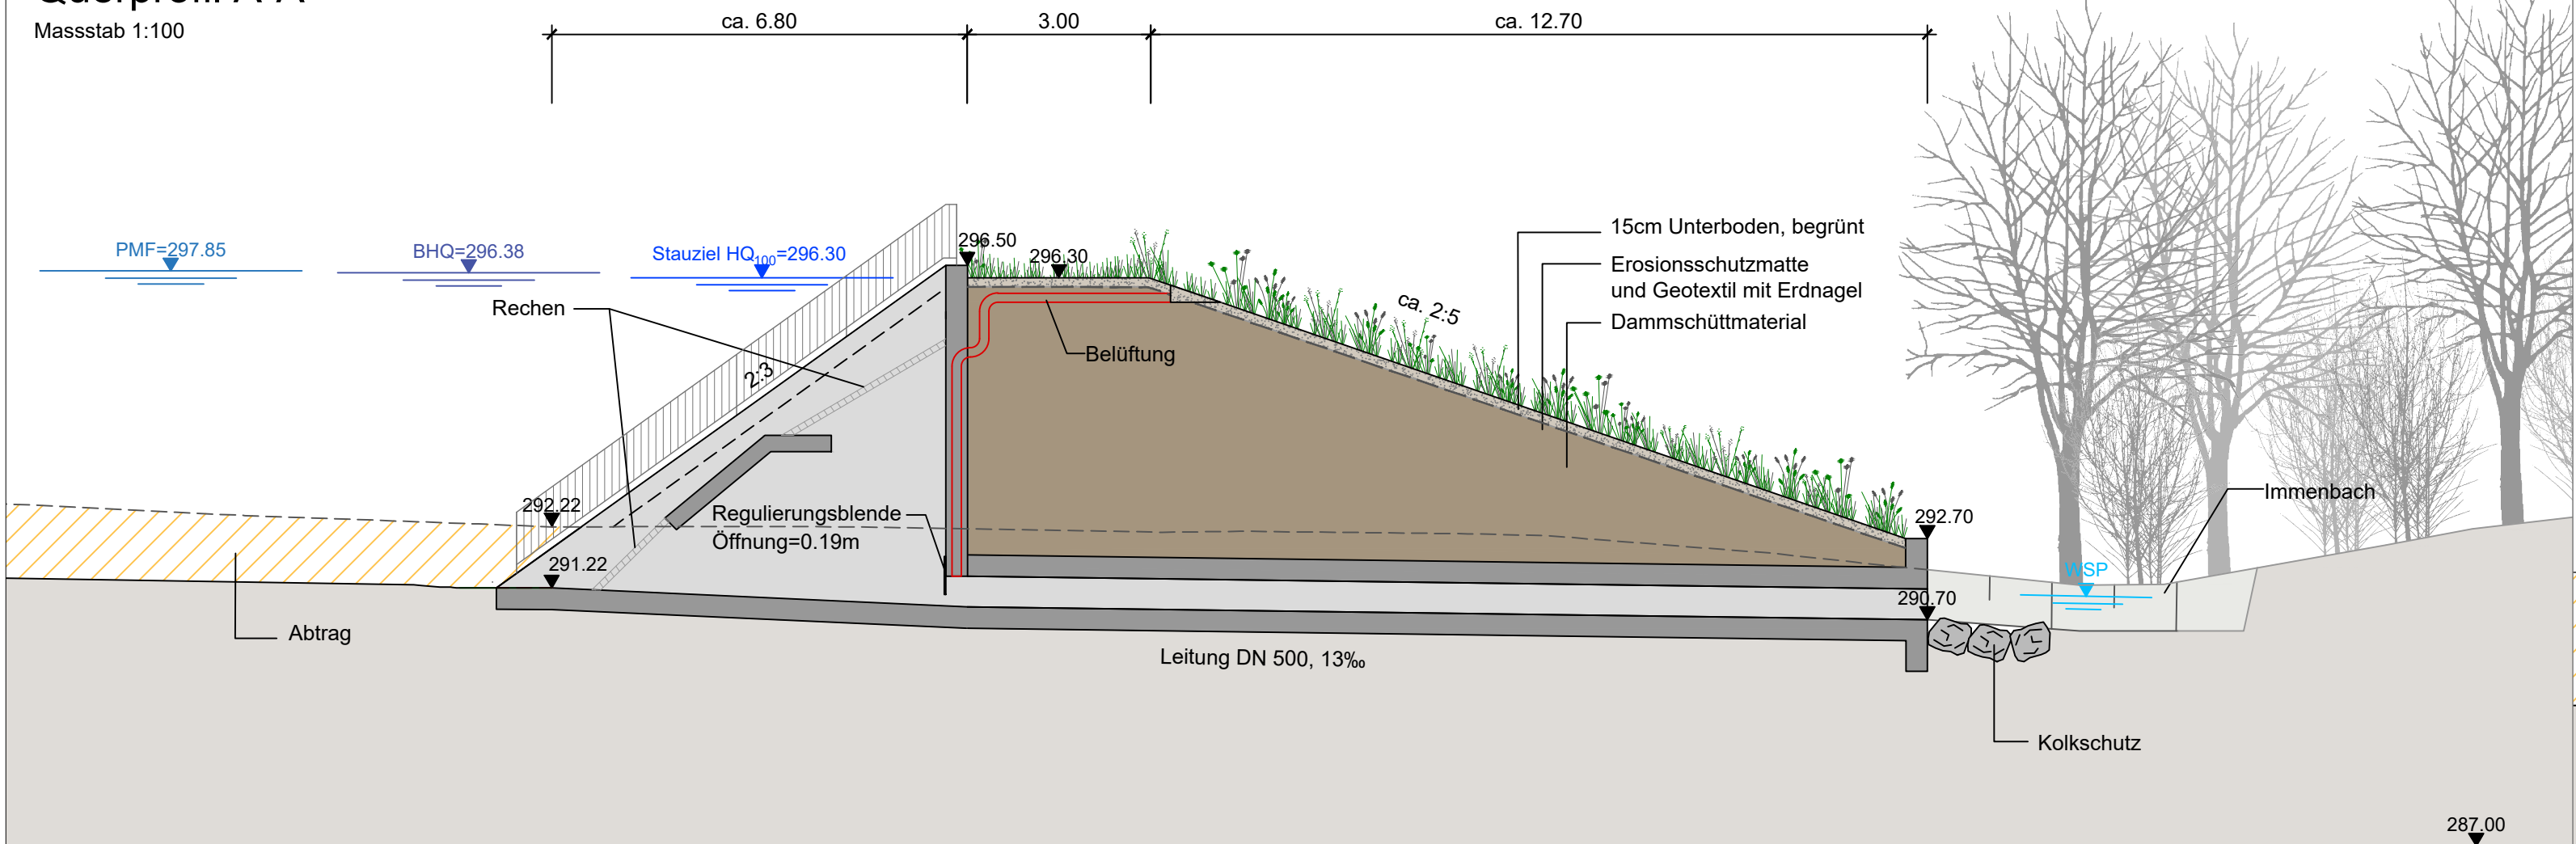 Querprofil A-A
Massstab 1:100
ca. 6.80
3.00
ca. 12.70
PMF=297.85
BHQ=296.38
Stauziel HQ100=296.30
296.50
296.30
Rechen
2:3
Belüftung
ca. 2:5
15cm Unterboden, begrünt
Erosionsschutzmatte
und Geotextil mit Erdnagel
Dammschüttmaterial
292.22
291.22
Regulierungsblende
Öffnung=0.19m
292.70
290.70
WSP
Immenbach
Abtrag
Leitung DN 500, 13‰
Kolkschutz
287.00